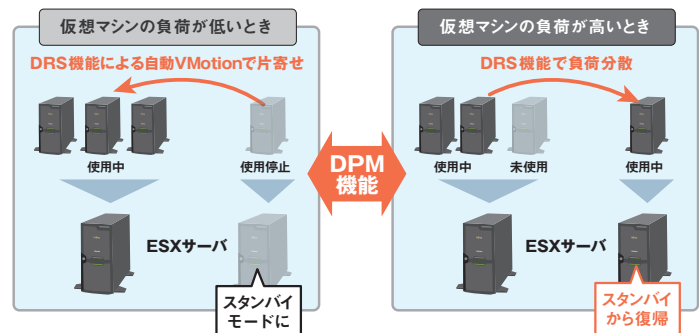 仮想マシンの負荷が低いとき
DRS機能による自動VMotionで片寄せ
使用中
使用停止
ESXサーバ
スタンバイ
モードに
DPM
機能
仮想マシンの負荷が高いとき
DRS機能で負荷分散
使用中
未使用
使用中
ESXサーバ
スタンバイ
から復帰